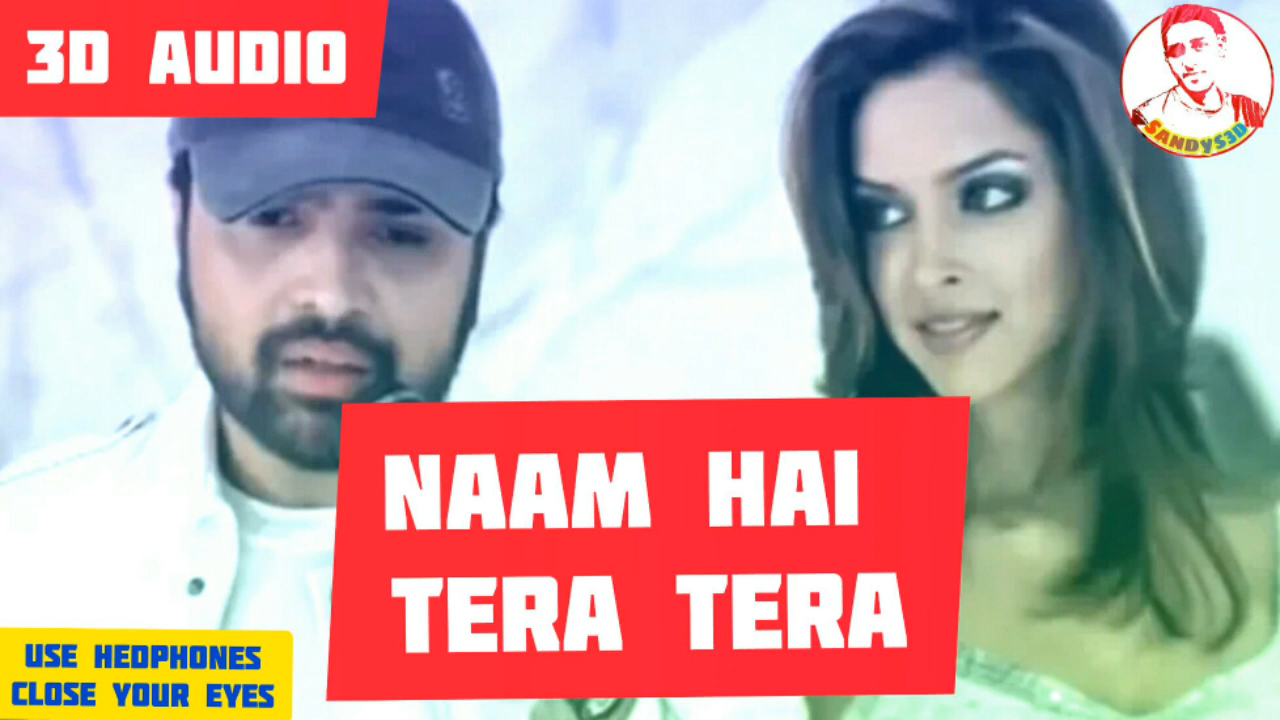 3D AUDIO
SANDYS3D
NAAM HAI
TERA TERA
USE HEDPHONES
CLOSE YOUR EYES